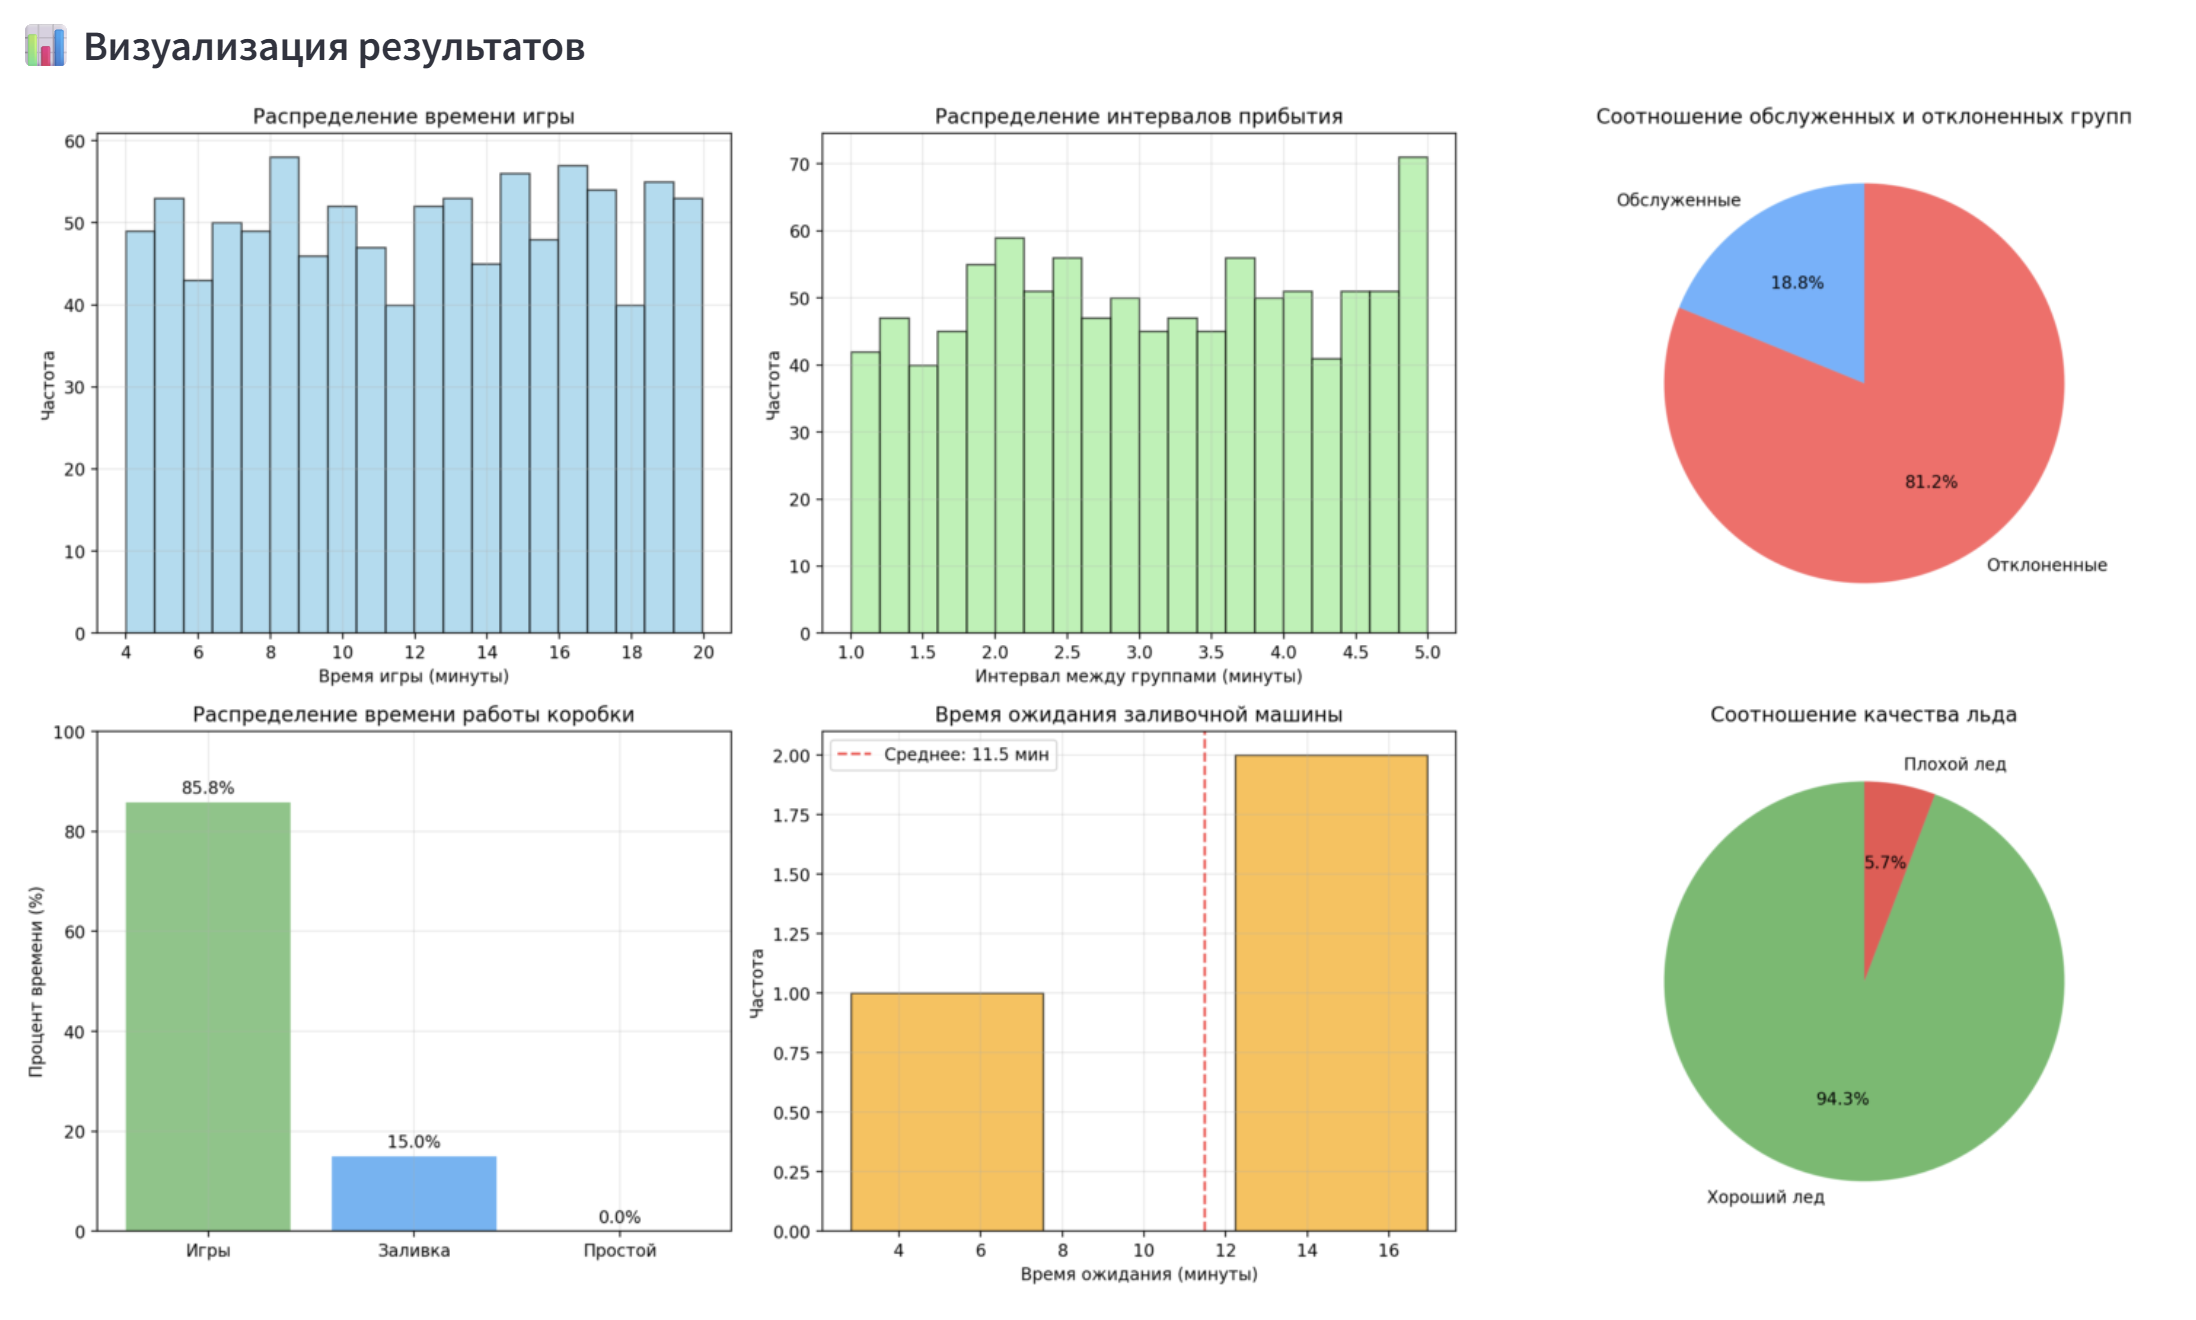 Визуализация результатов
Распределение времени игры
60
50
40
30
20
10
0
Частота
4 6 8 10 12 14 16 18 20
Время игры (минуты)
Распределение интервалов прибытия
70
60
50
40
30
20
10
0
Частота
1.0 1.5 2.0 2.5 3.0 3.5 4.0 4.5 5.0
Интервал между группами (минуты)
Соотношение обслуженных и отклоненных групп
Обслуженные
18.8%
81.2%
Отклоненные
Распределение времени работы коробки
100
80
60
40
20
0
Процент времени (%)
85.8%
15.0%
0.0%
Игры Заливка Простой
Время ожидания заливочной машины
Среднее: 11.5 мин
2.00
1.75
1.50
1.25
1.00
0.75
0.50
0.25
0.00
Частота
4 6 8 10 12 14 16
Время ожидания (минуты)
Соотношение качества льда
Плохой лед
5.7%
94.3%
Хороший лед